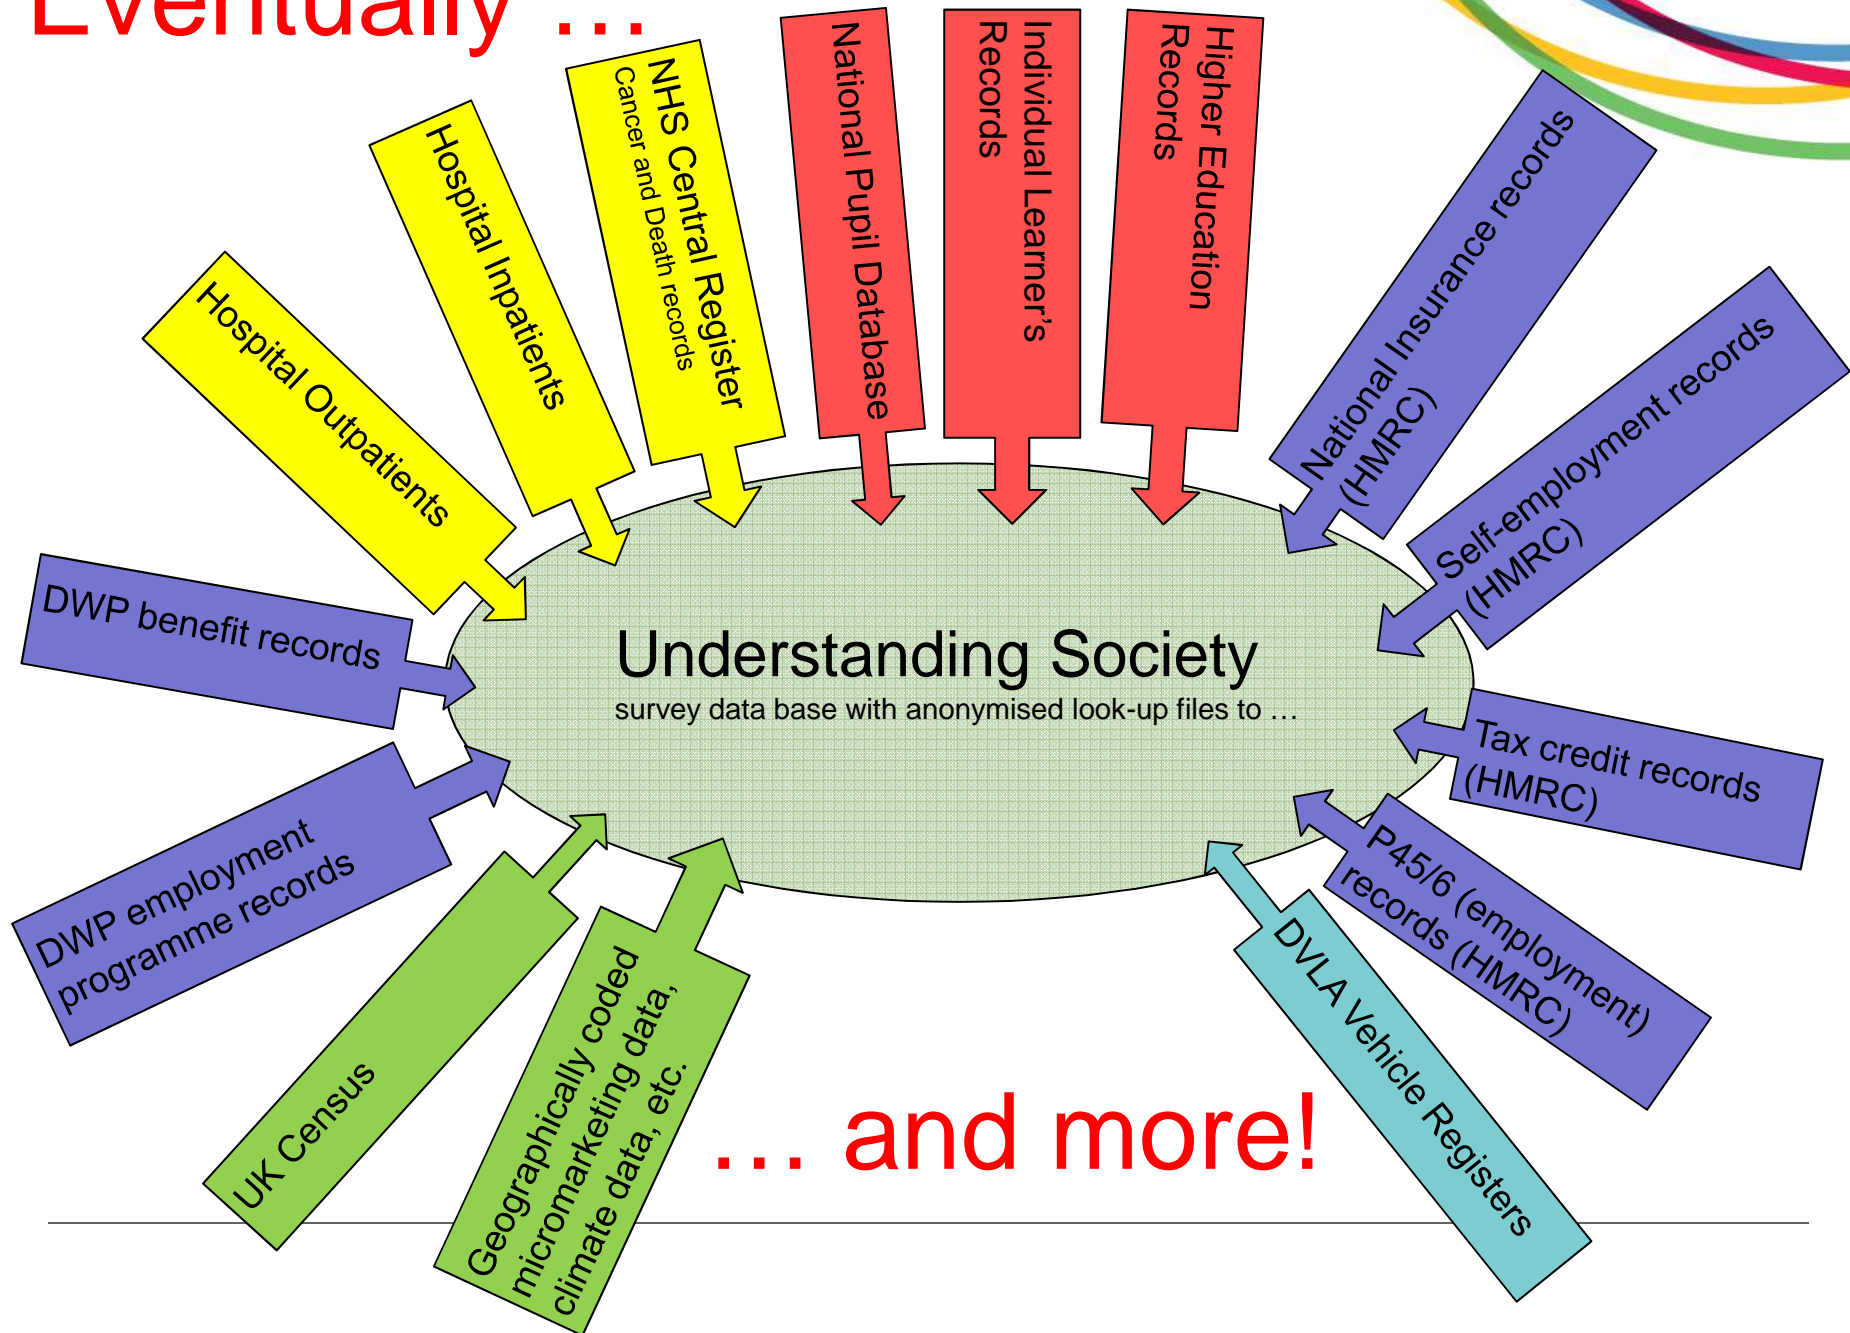 Eventually …
NHS Central Register
Cancer and Death records
National Pupil Database
Individual Learner’s
Records
Higher Education
Records
Hospital Inpatients
Hospital Outpatients
National Insurance records
(HMRC)
Self-employment records
(HMRC)
DWP benefit records
Understanding Society
survey data base with anonymised look-up files to …
Tax credit records
(HMRC)
DWP employment
programme records
P45/6 (employment)
records (HMRC)
UK Census
Geographically coded
micromarketing data,
climate data, etc.
DVLA Vehicle Registers
… and more!